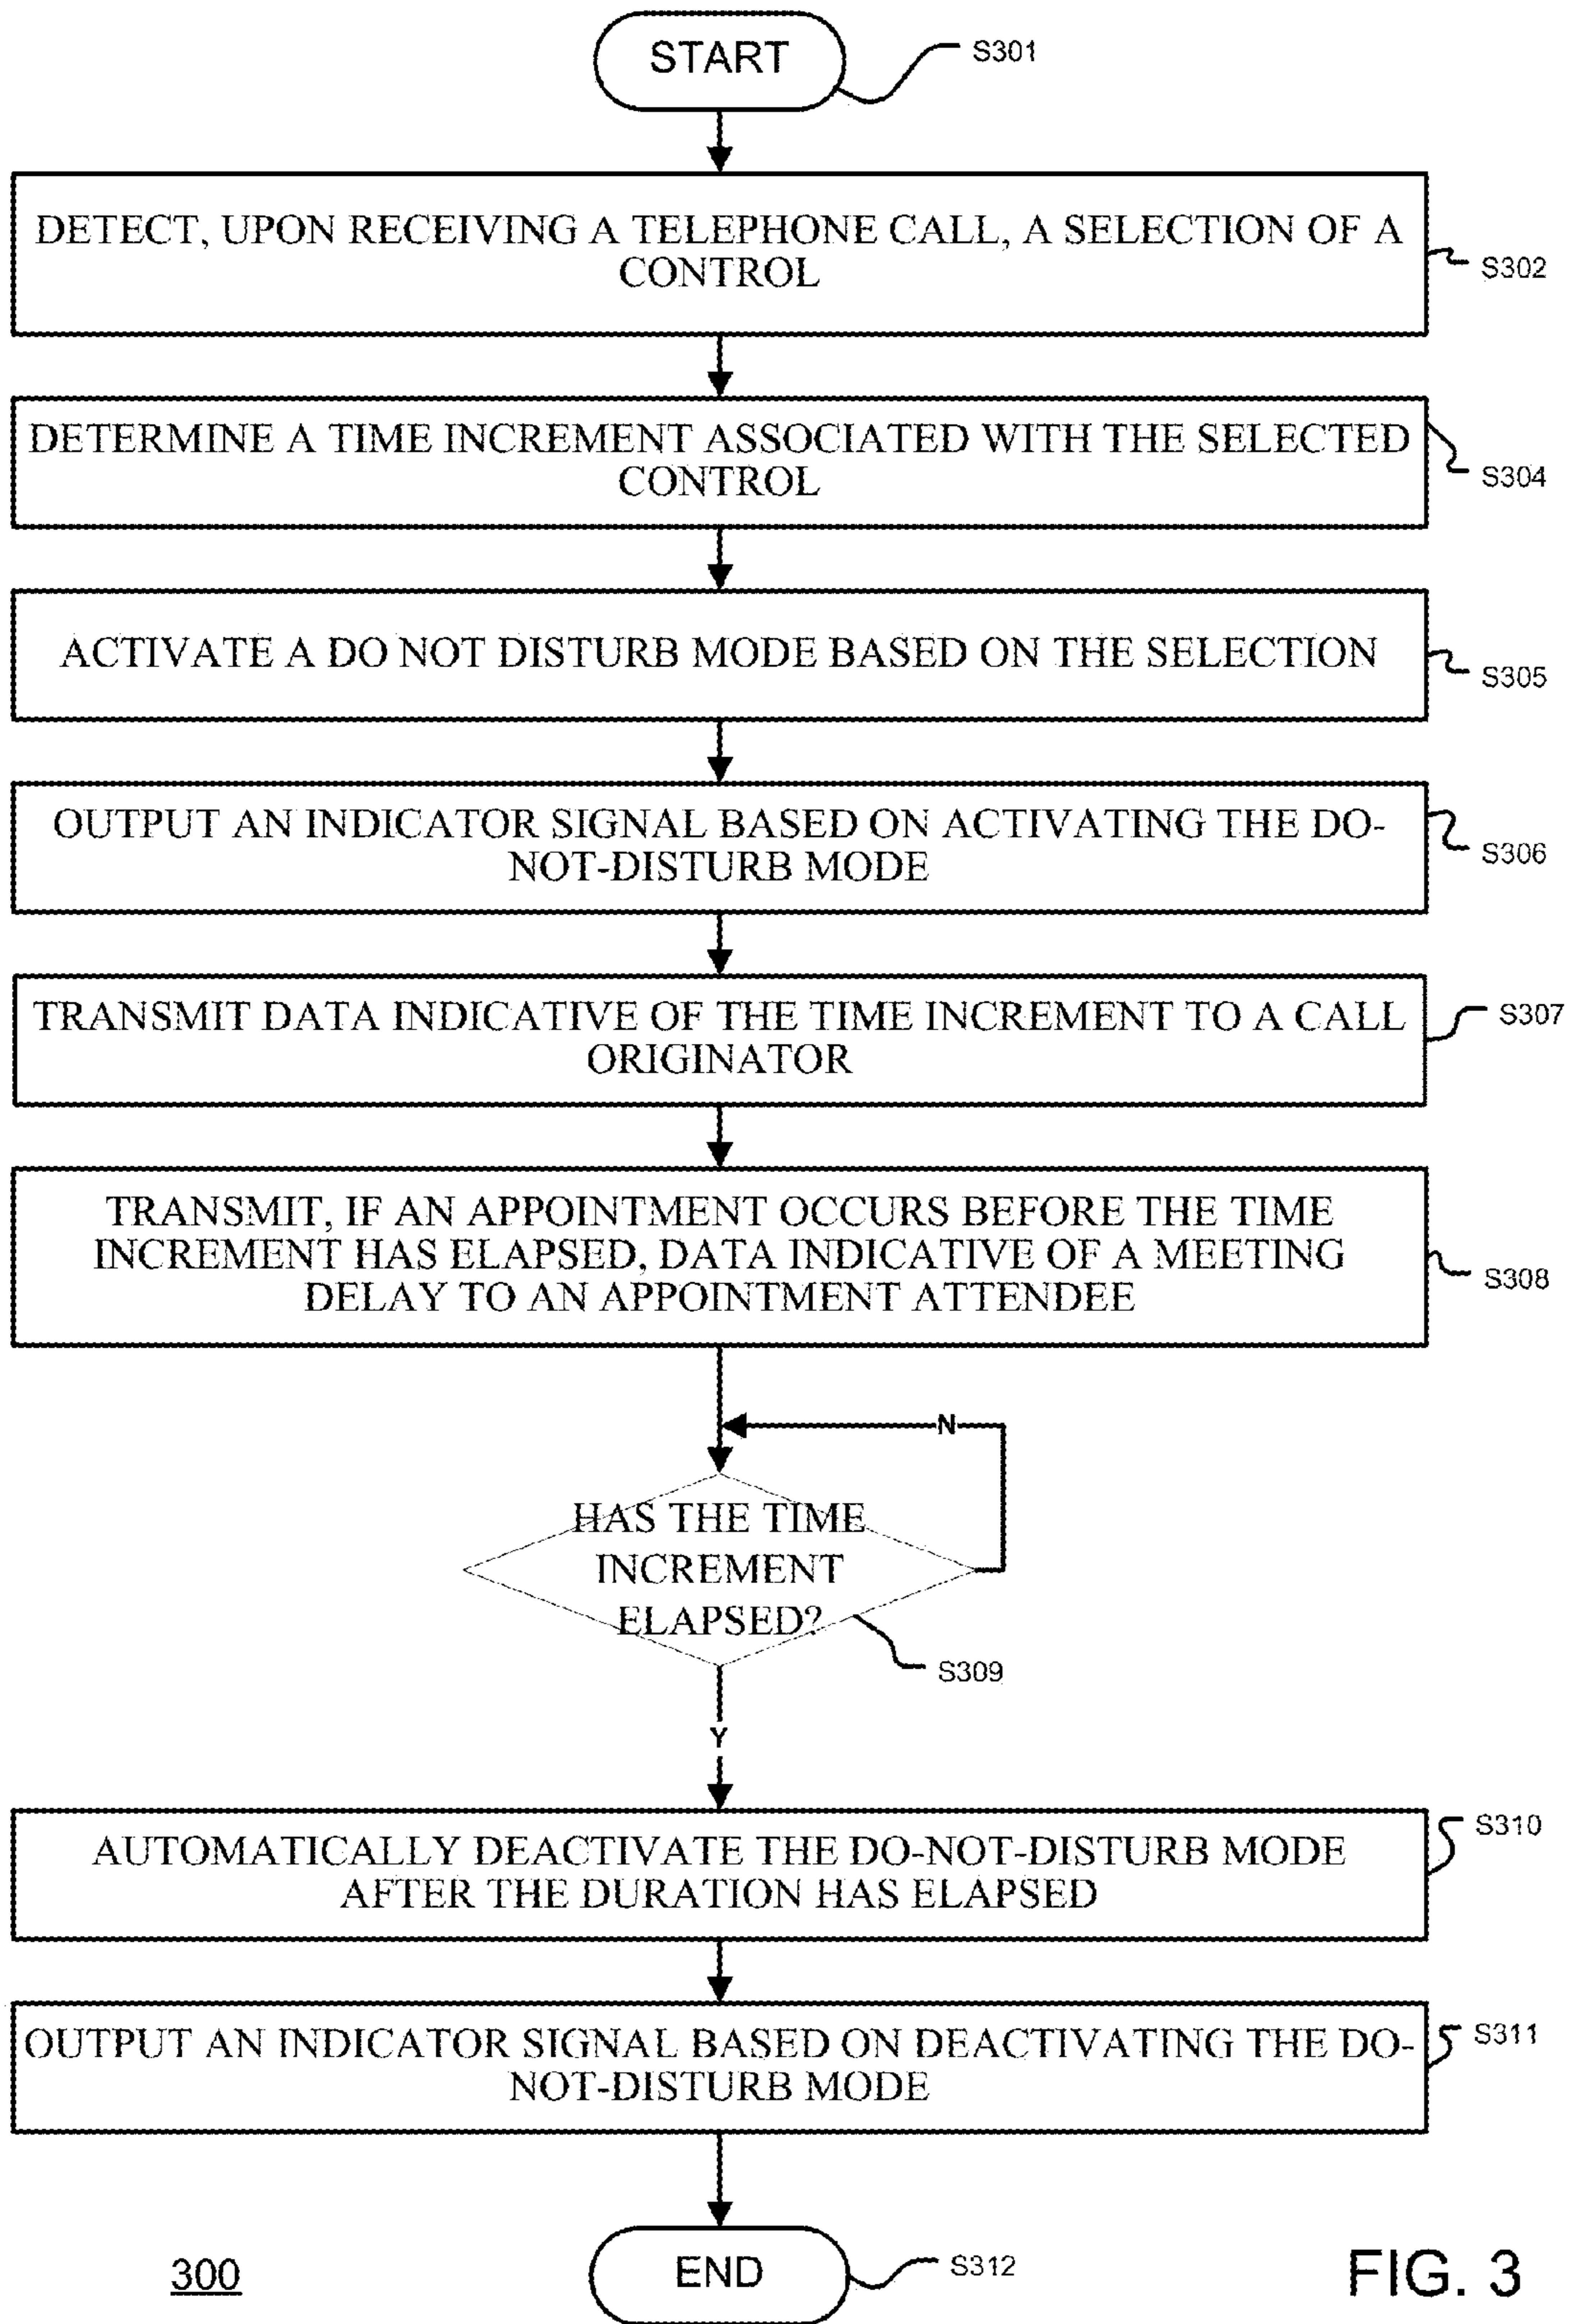 START
S301
DETECT, UPON RECEIVING A TELEPHONE CALL, A SELECTION OF A
CONTROL
S302
DETERMINE A TIME INCREMENT ASSOCIATED WITH THE SELECTED
CONTROL
S304
ACTIVATE A DO NOT DISTURB MODE BASED ON THE SELECTION
S305
OUTPUT AN INDICATOR SIGNAL BASED ON ACTIVATING THE DO-
NOT-DISTURB MODE
S306
TRANSMIT DATA INDICATIVE OF THE TIME INCREMENT TO A CALL
ORIGINATOR
S307
TRANSMIT, IF AN APPOINTMENT OCCURS BEFORE THE TIME
INCREMENT HAS ELAPSED, DATA INDICATIVE OF A MEETING
DELAY TO AN APPOINTMENT ATTENDEE
S308
N
HAS THE TIME
INCREMENT
ELAPSED?
S309
Y
AUTOMATICALLY DEACTIVATE THE DO-NOT-DISTURB MODE
AFTER THE DURATION HAS ELAPSED
S310
OUTPUT AN INDICATOR SIGNAL BASED ON DEACTIVATING THE DO-
NOT-DISTURB MODE
S311
END
S312
300
FIG. 3